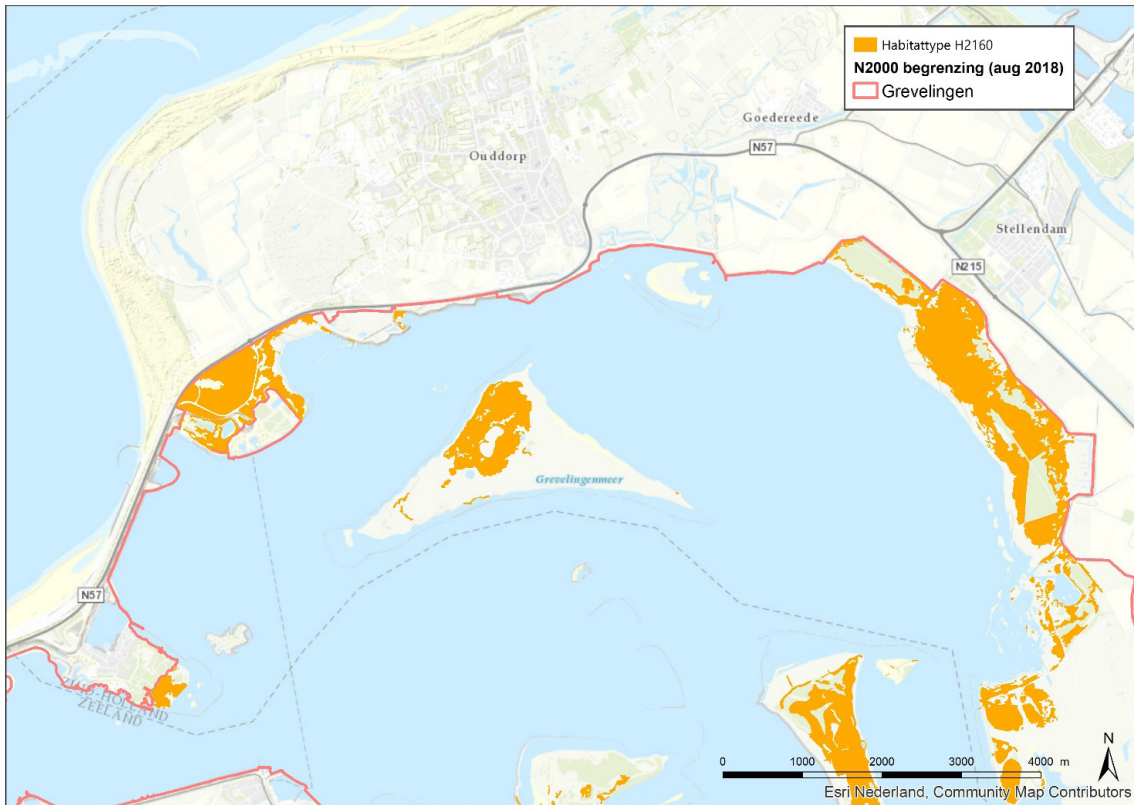 Habitattype H2160
N2000 begrenzing (aug 2018)
Grevelingen
Goedereede
N57
Ouddorp
Stellendam
N215
Grevelingenmeer
N57
ZUID-HOLLAND
ZEELAND
N
0 1000 2000 3000 4000 m
Esri Nederland, Community Map Contributors